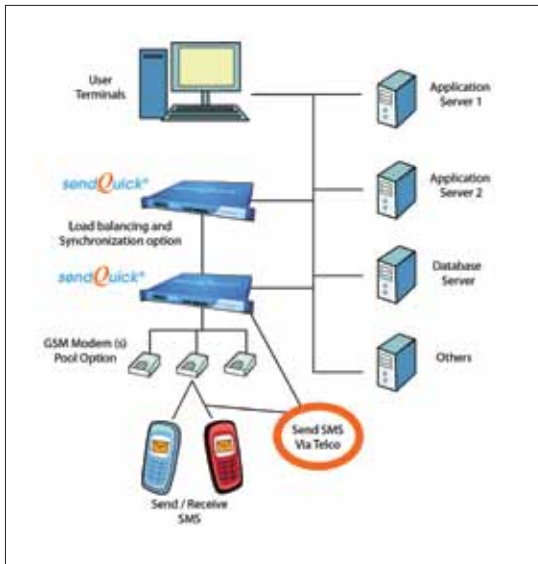 User
Terminals
Application
Server 1
sendQuick®
Application
Server 2
Load balancing and
Synchronization option
sendQuick®
Database
Server
GSM Modem (s)
Pool Option
Others
Send SMS
Via Telco
Send / Receive
SMS